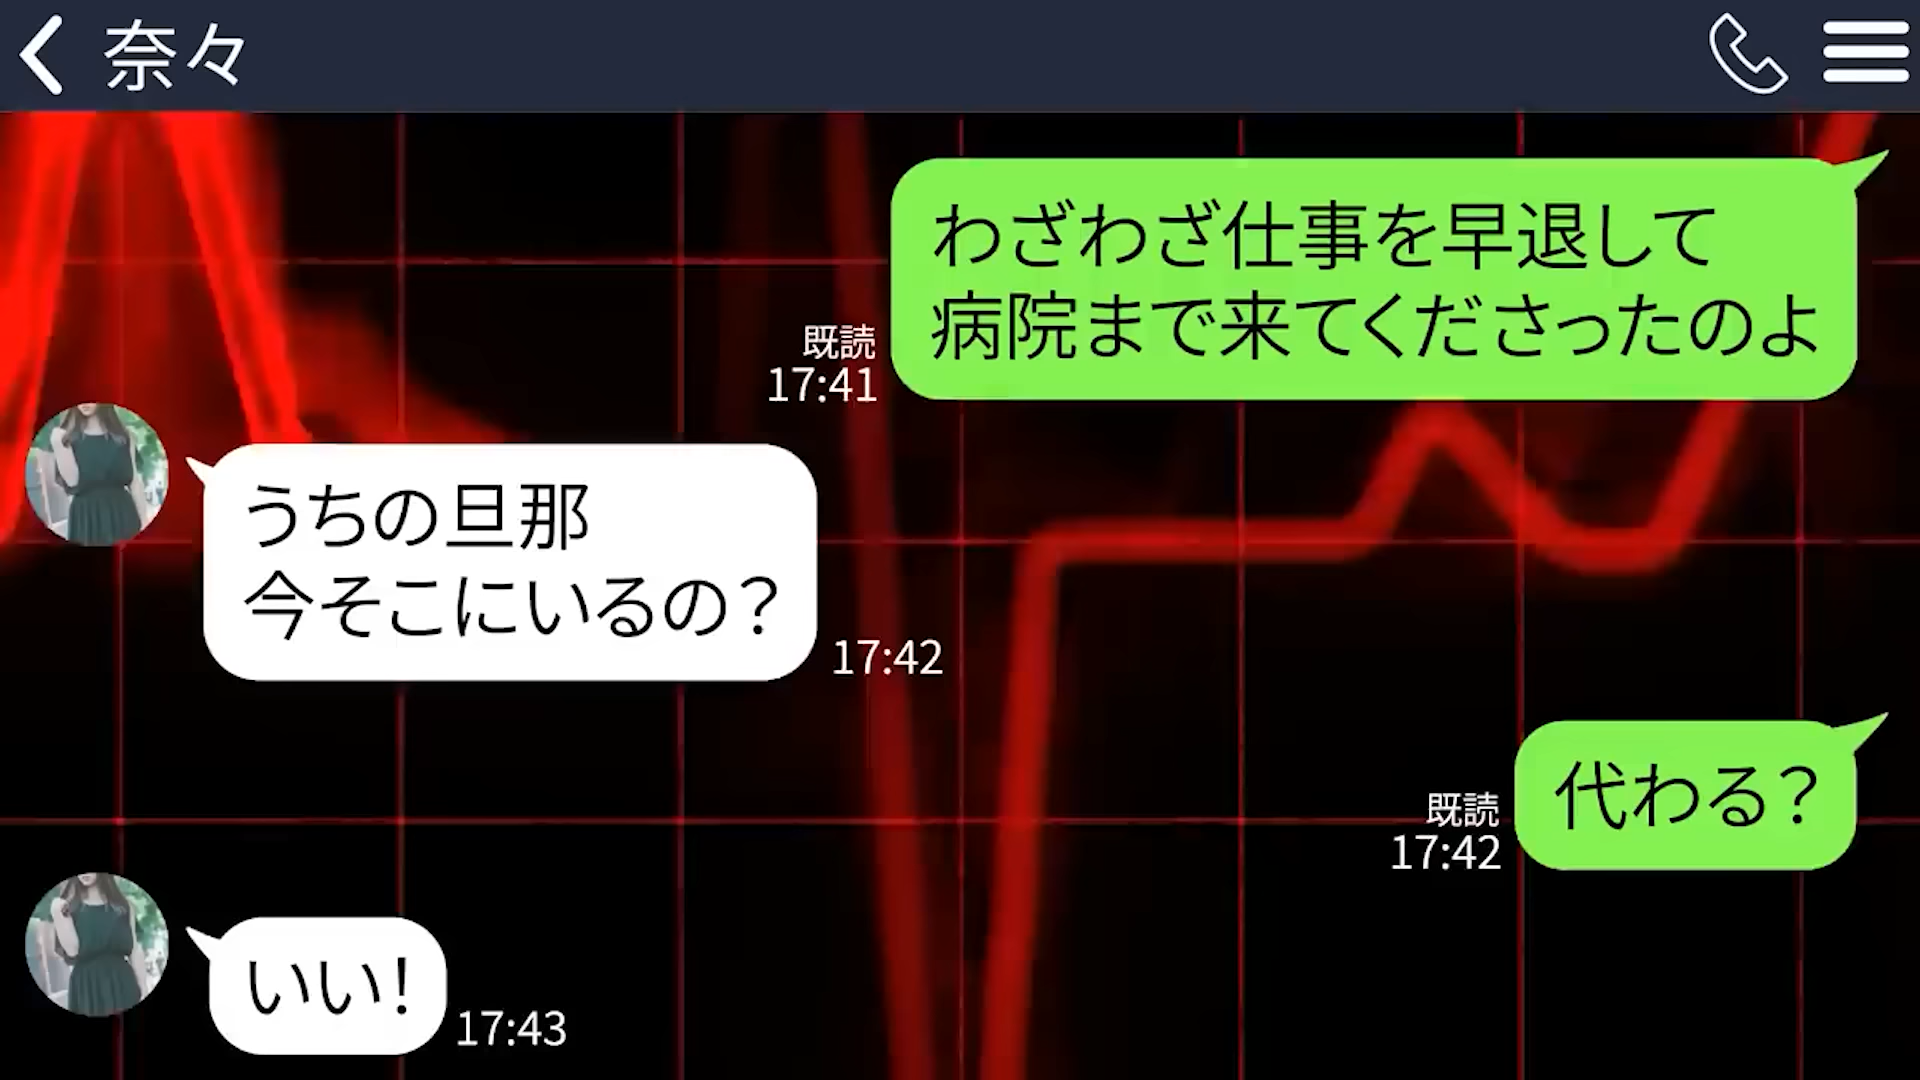 奈々
わざわざ仕事を早退して
病院まで来てくださったのよ
既読
17:41
うちの旦那
今そこにいるの？
17:42
代わる？
既読
17:42
いい！
17:43